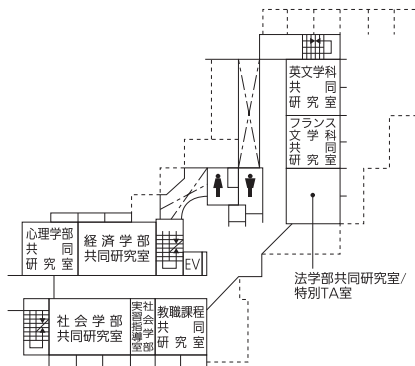 英文学科
共同
研究室
フランス
文学科
共同
研究室
法学部共同研究室/
特別TA室
心理学部
共同
研究室
経済学部
共同研究室
EV
社会学部
共同研究室
社会学部
実習指導室
教職課程
共同
研究室